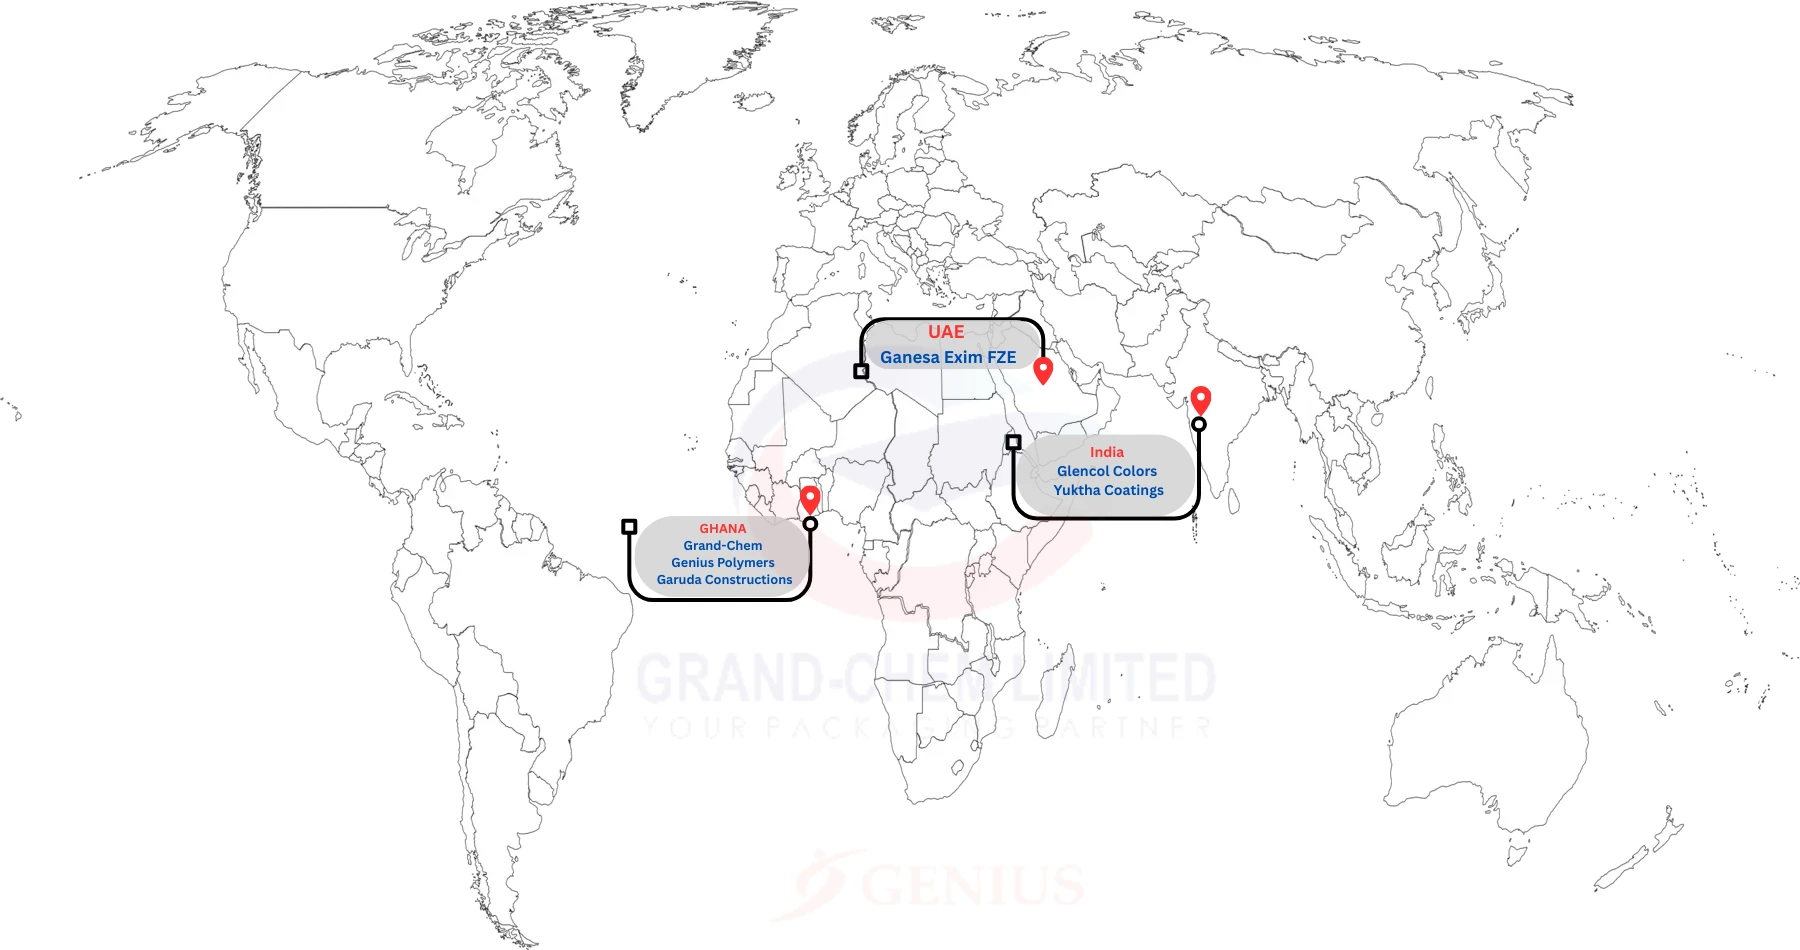 UAE
Ganesa Exim FZE
India
Glencol Colors
Yuktha Coatings
GHANA
Grand-Chem
Genius Polymers
Garuda Constructions
GRAND-CHEM LIMITED
YOUR PACKAGING PARTNER
GENIUS